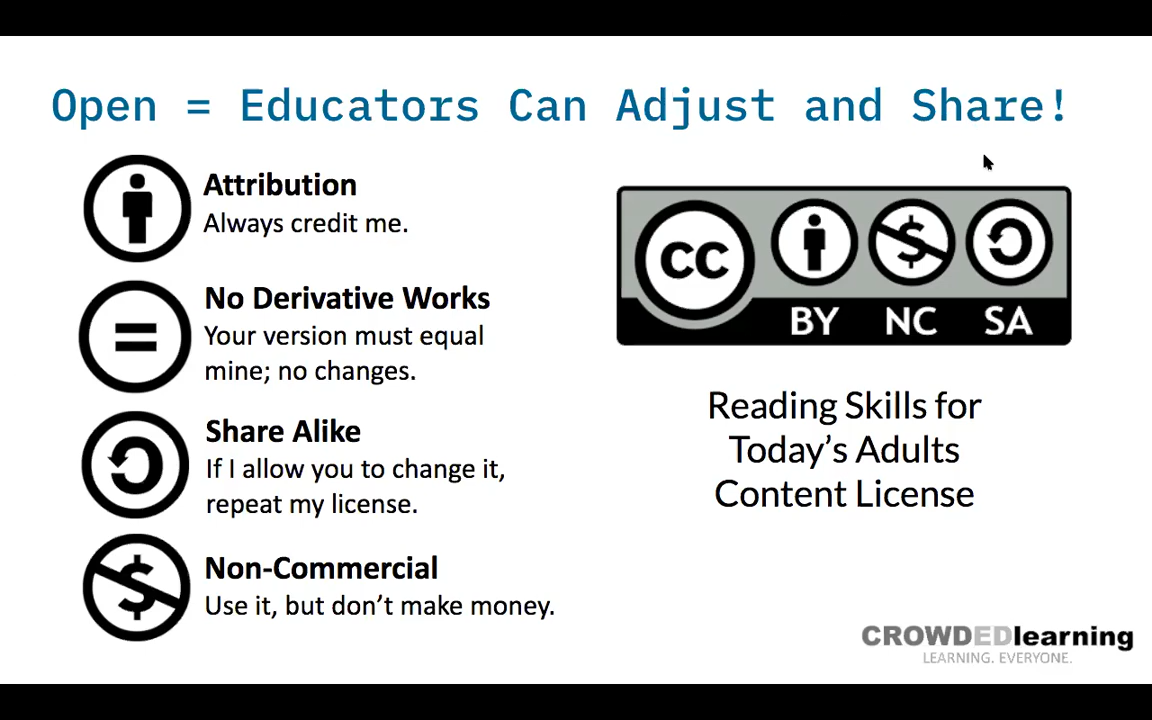 Open = Educators Can Adjust and Share!
Attribution
Always credit me.
No Derivative Works
Your version must equal
mine; no changes.
Share Alike
If I allow you to change it,
repeat my license.
Non-Commercial
Use it, but don't make money.
CC
BY NC SA
Reading Skills for
Today's Adults
Content License
CROWDEDlearning
LEARNING. EVERYONE.